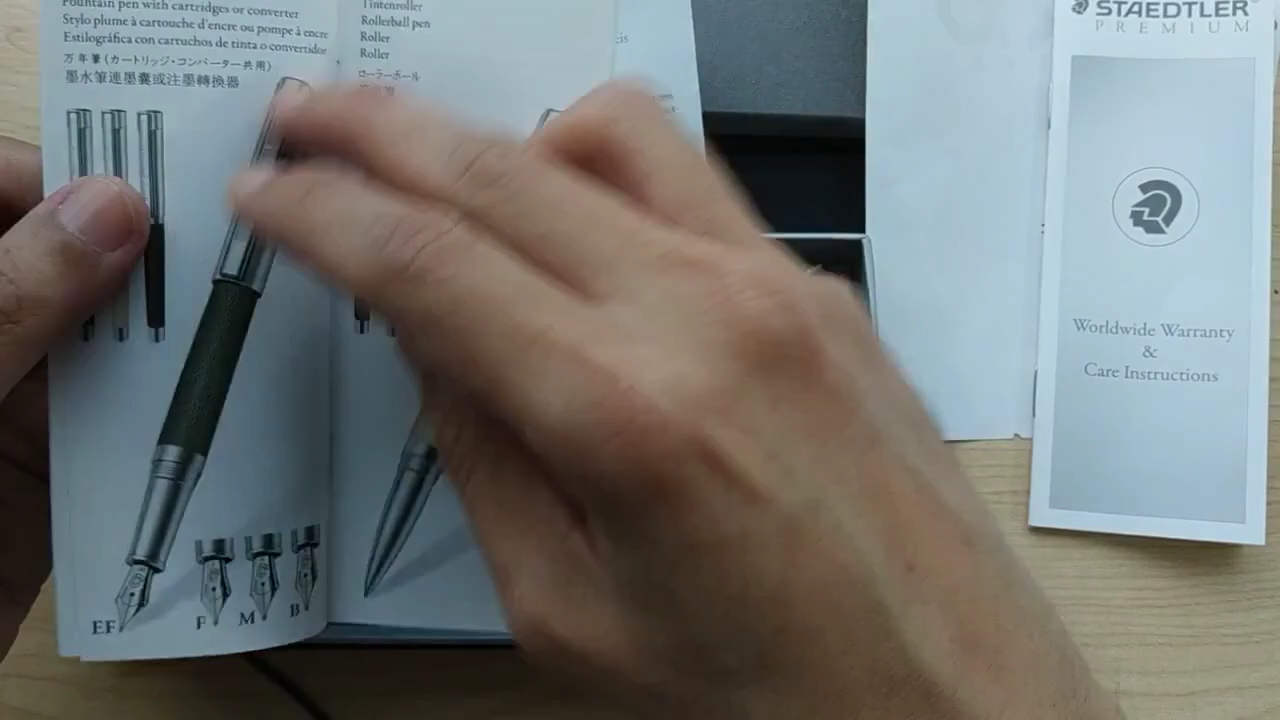 Fountain pen with cartridges or converter
Stylo plume à cartouche d'encre ou pompe à encre
Estilográfica con cartuchos de tinta o convertidor
万年筆(カートリッジ・コンバーター共用)
墨水筆連墨囊或注墨轉換器
EF
F
M
B
Tintenroller
Rollerball pen
Roller
Roller
ローラーボール
STAEDTLER
PREMIUM
Worldwide Warranty
&
Care Instructions